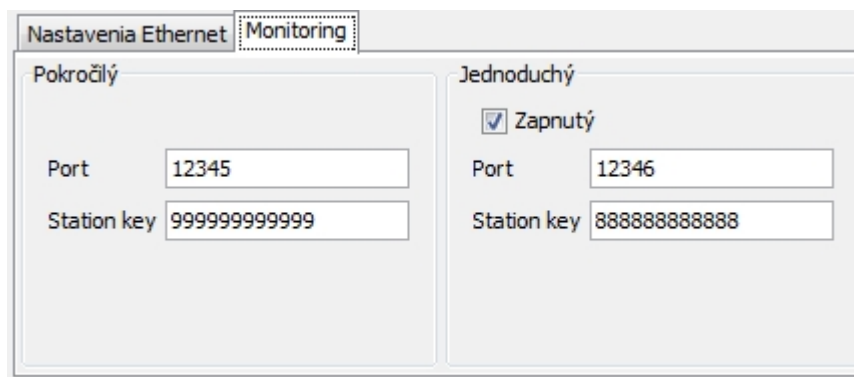 Nastavenia Ethernet Monitoring
Pokročilý
Port 12345
Station key 999999999999
Jednoduchý
Zapnutý
Port 12346
Station key 888888888888